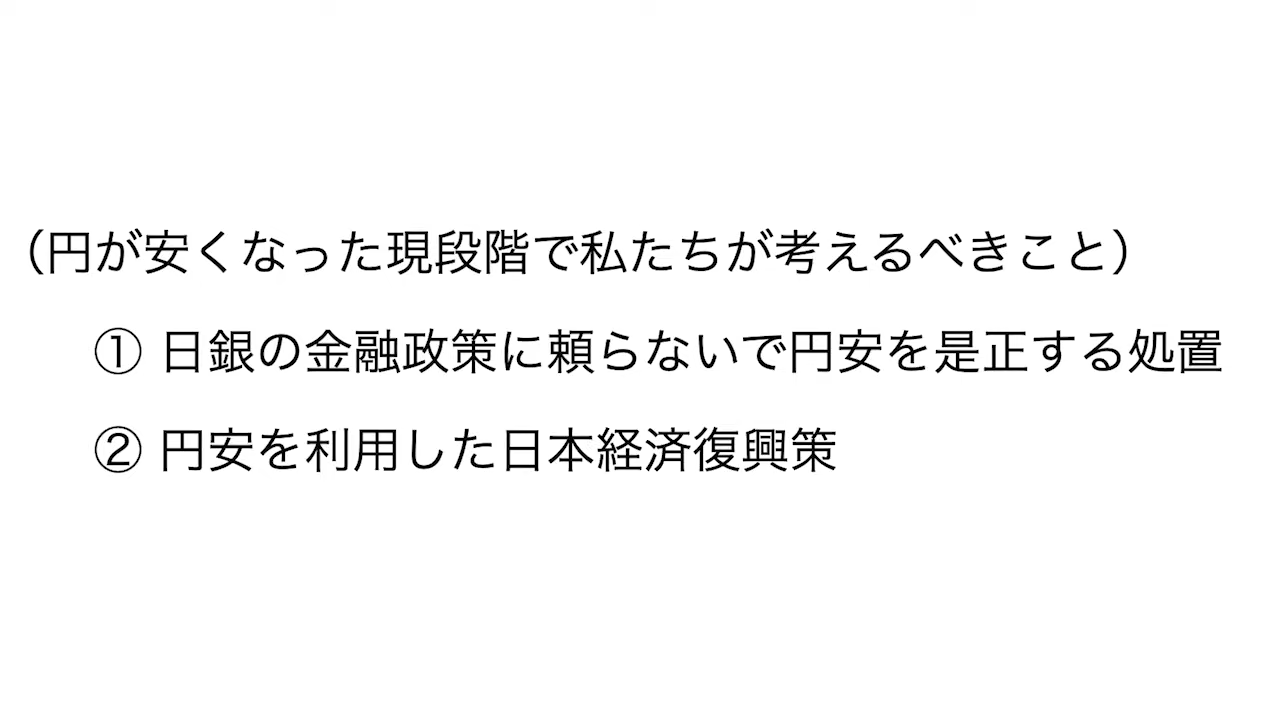 （円が安くなった現段階で私たちが考えるべきこと）
① 日銀の金融政策に頼らないで円安を是正する処置
② 円安を利用した日本経済復興策